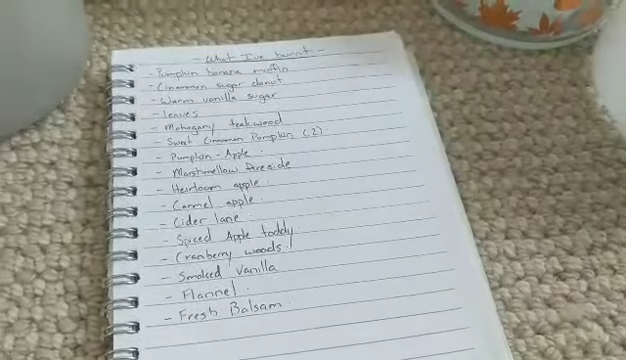 - What I've burnt -
- Pumpkin banana muffin
- Cinnamon sugar donut
- Warm vanilla sugar
- leaves
- Mahogany teakwood
- Sweet Cinnamon Pumpkin (2)
- Pumpkin - Apple
- Marshmallow fireside
- Heirloom apple
- Carmel apple
- Cider lane
- Spiced Apple toddy
- Cranberry woods
- Smoked vanilla
- Flannel
- Fresh Balsam